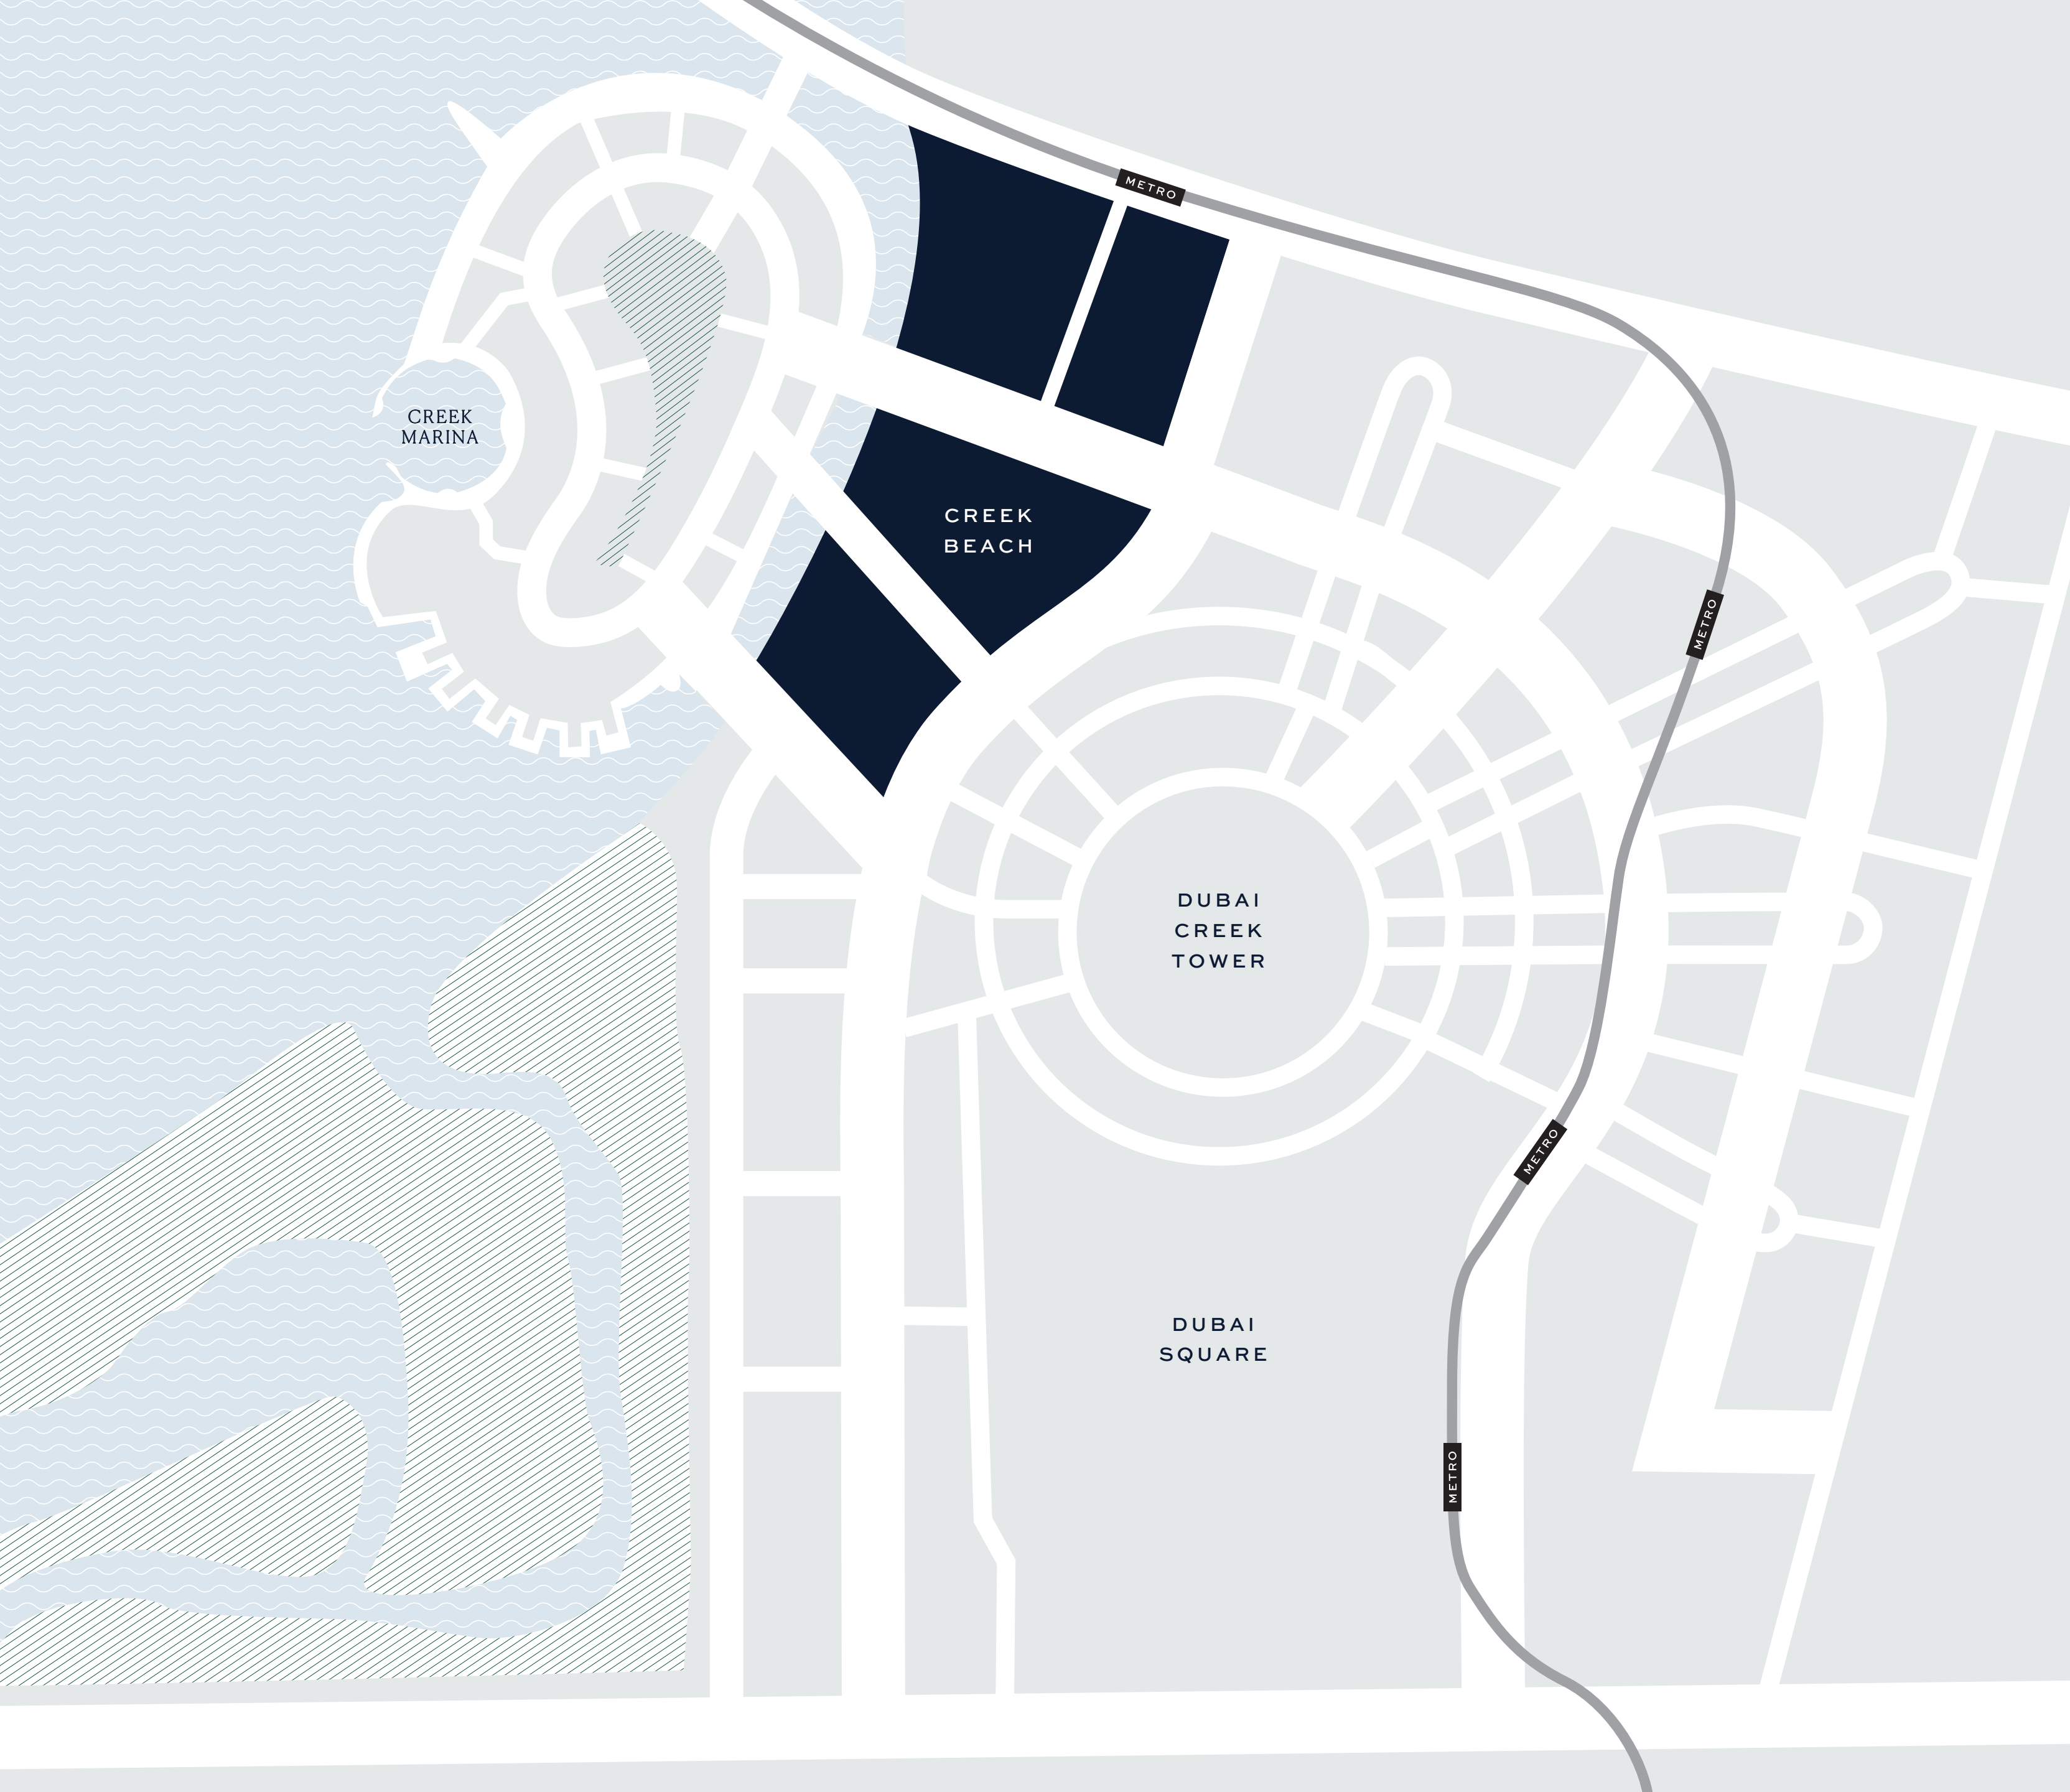 METRO
CREEK
MARINA
CREEK
BEACH
METRO
DUBAI
CREEK
TOWER
METRO
DUBAI
SQUARE
METRO